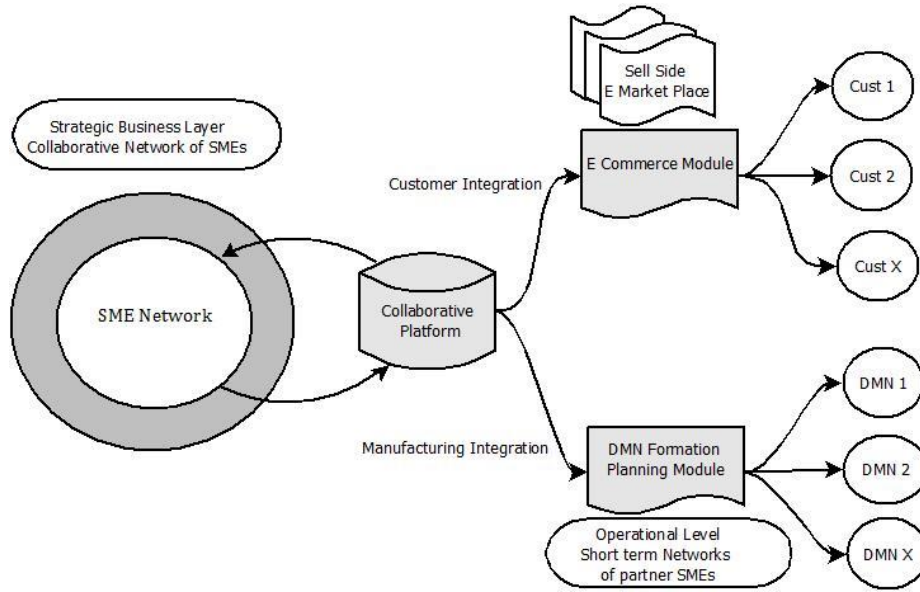 Sell Side
E Market Place
Cust 1
Strategic Business Layer
Collaborative Network of SMEs
E Commerce Module
Customer Integration
Cust 2
Cust X
SME Network
Collaborative
Platform
DMN 1
Manufacturing Integration
DMN Formation
Planning Module
DMN 2
Operational Level
Short term Networks
of partner SMEs
DMN X